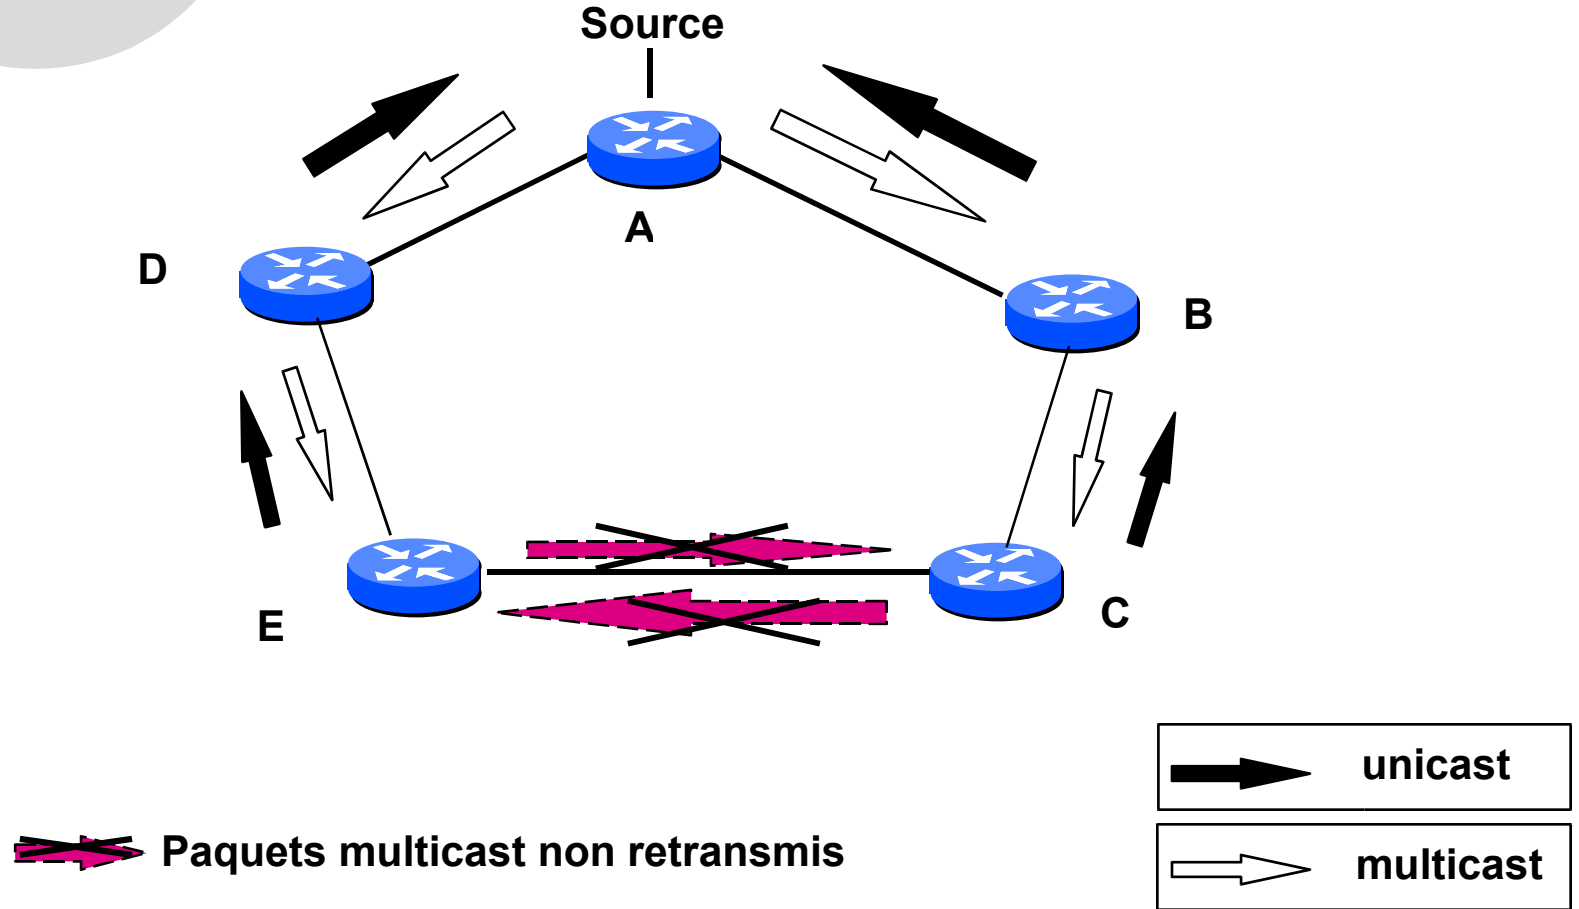 Source
A
D
B
E
C
unicast
Paquets multicast non retransmis
multicast